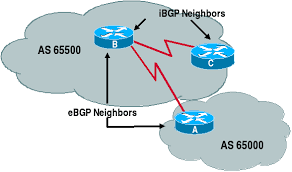 iBGP Neighbors
AS 65500
B
C
eBGP Neighbors
A
AS 65000